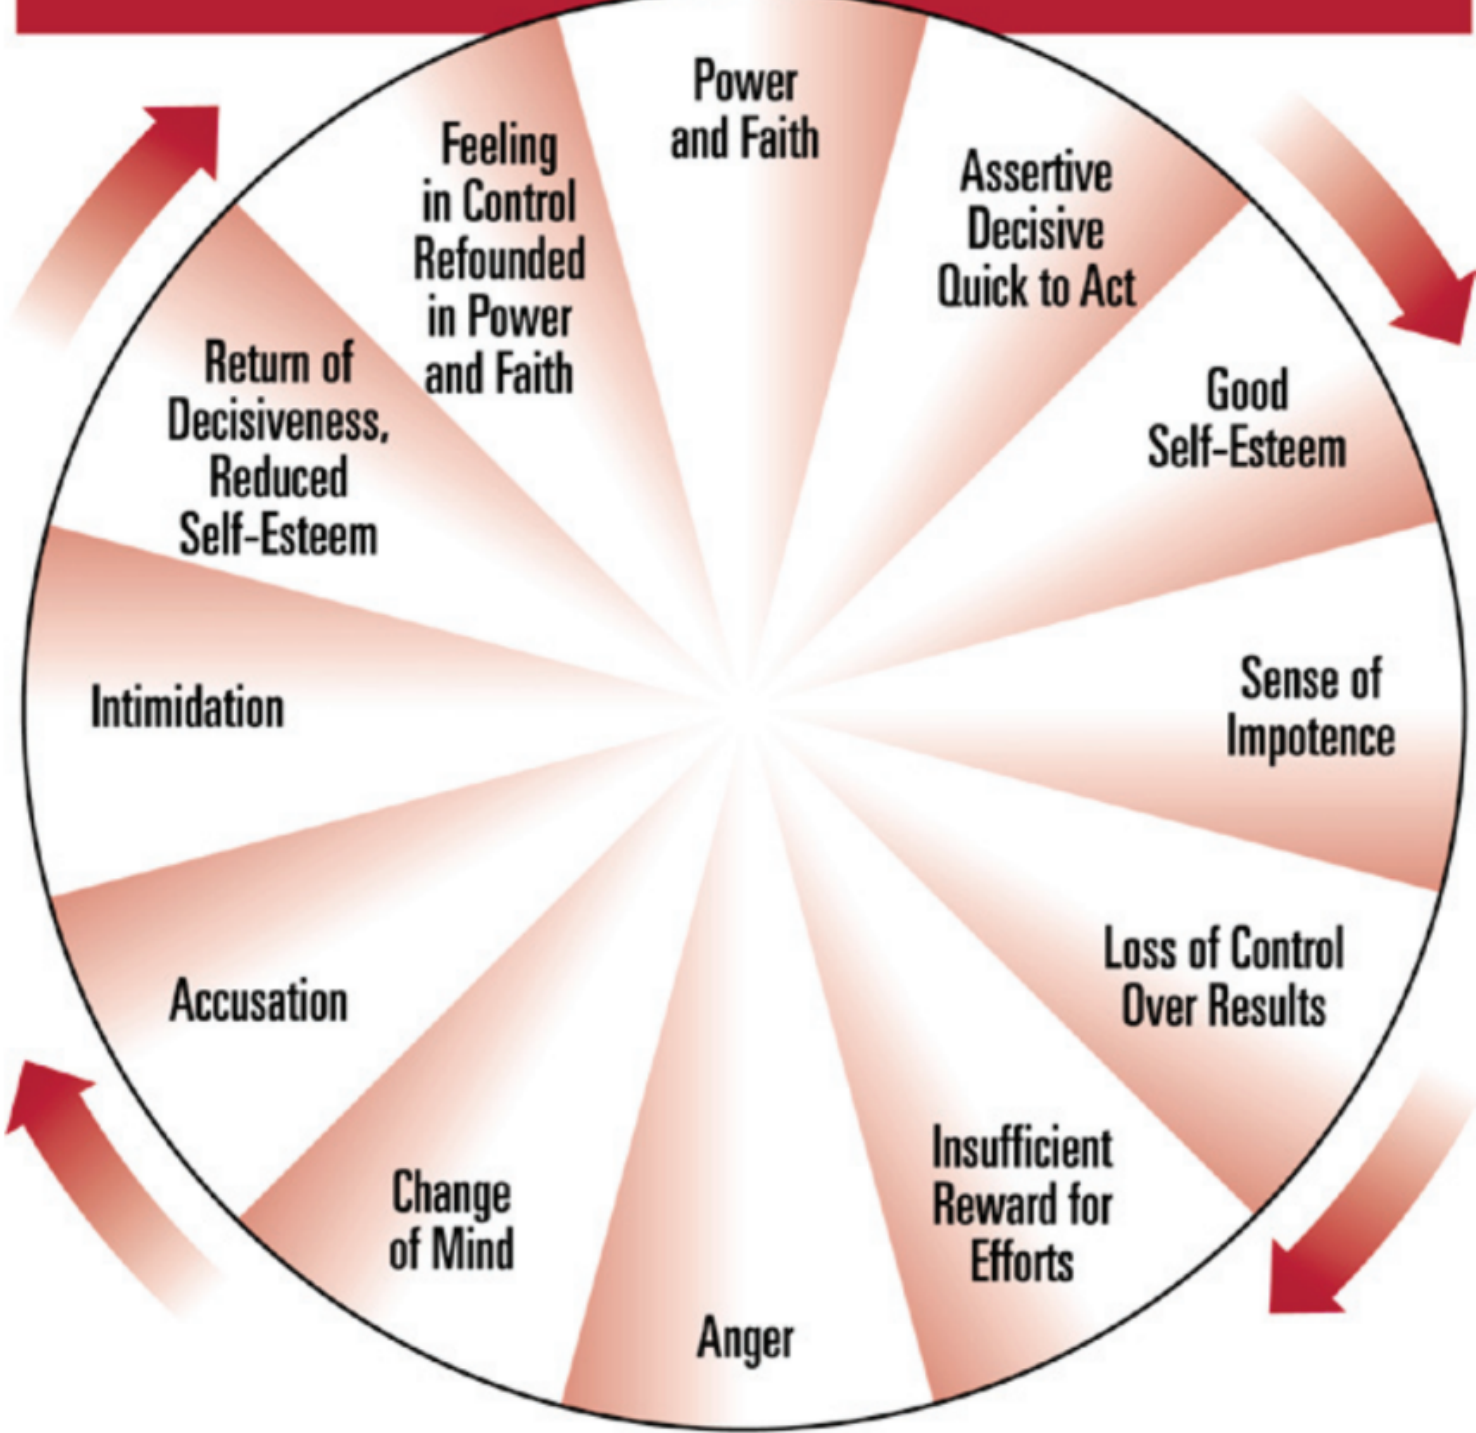 Power
and Faith
Assertive
Decisive
Quick to Act
Good
Self-Esteem
Sense of
Impotence
Loss of Control
Over Results
Insufficient
Reward for
Efforts
Anger
Change
of Mind
Accusation
Intimidation
Return of
Decisiveness,
Reduced
Self-Esteem
Feeling
in Control
Refounded
in Power
and Faith